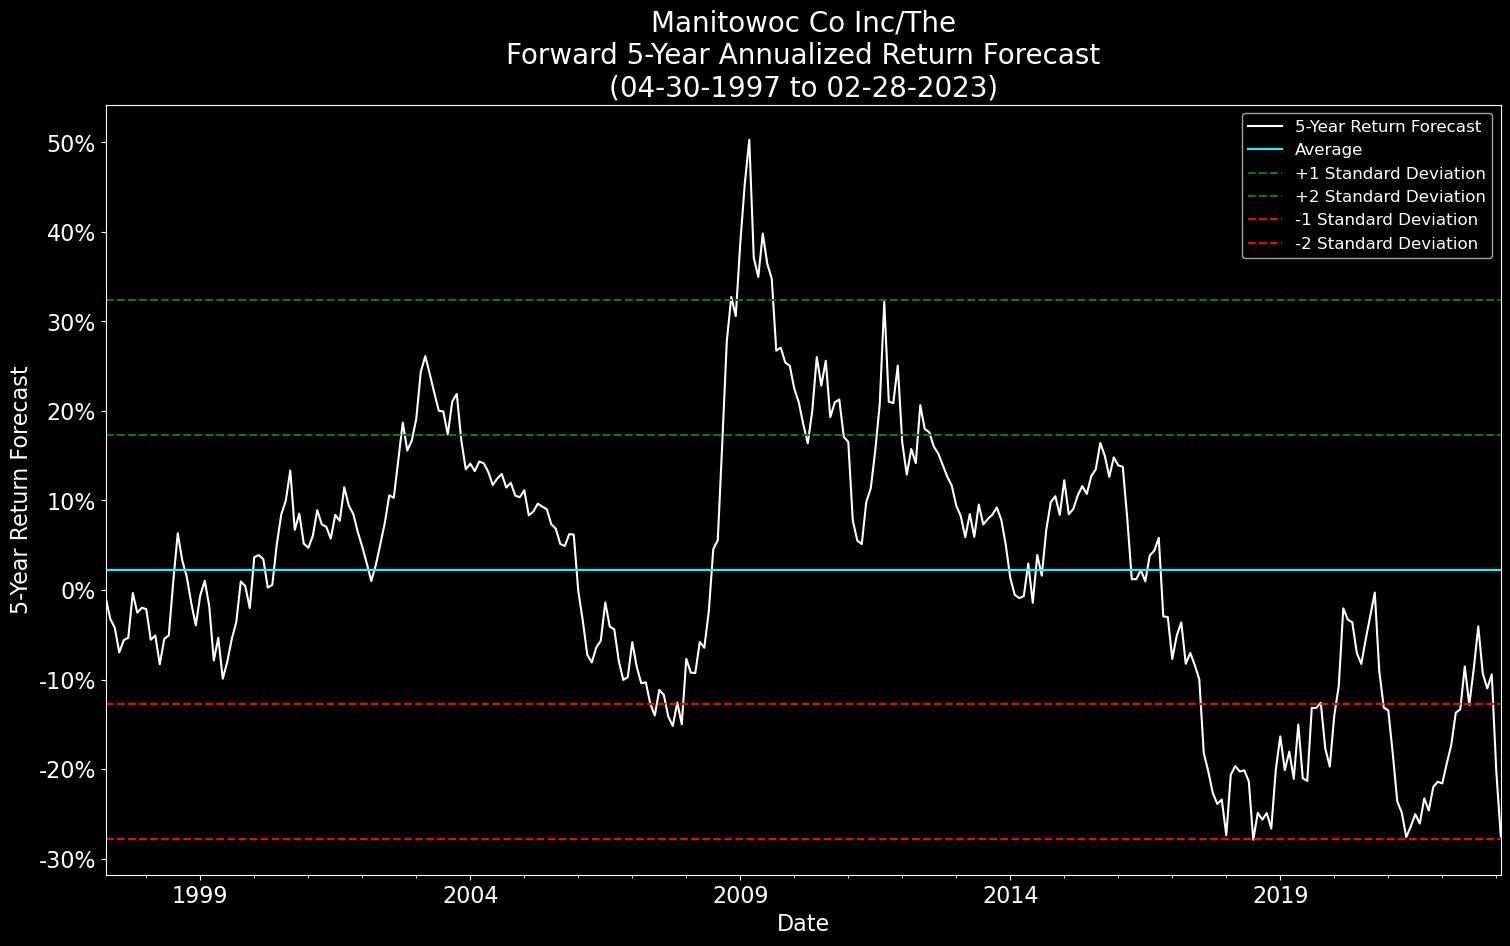 Manitowoc Co Inc/The
Forward 5-Year Annualized Return Forecast
(04-30-1997 to 02-28-2023)
5-Year Return Forecast
Average
+1 Standard Deviation
+2 Standard Deviation
-1 Standard Deviation
-2 Standard Deviation
50%
40%
30%
20%
10%
0%
-10%
-20%
-30%
5-Year Return Forecast
1999
2004
2009
2014
2019
Date